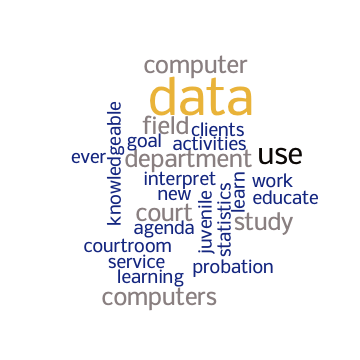 computer
data
field
clients
goal
activities
ever
department
use
knowledgeable
interpret
new
learn
work
educate
court
juvenile
statistics
study
agenda
courtroom
service
probation
learning
computers